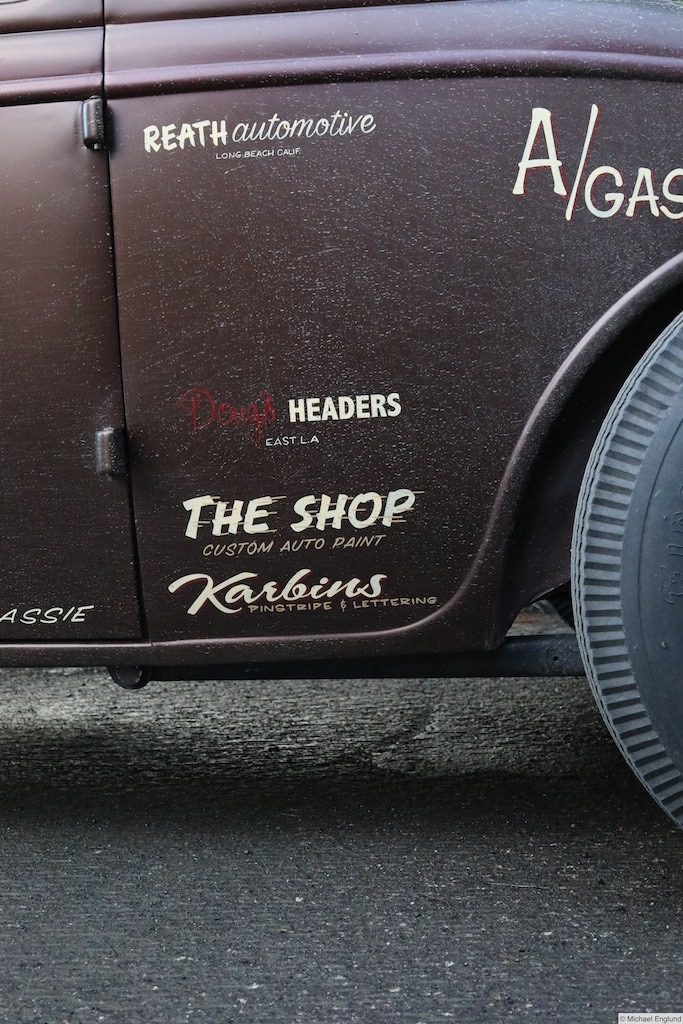 REATH automotive
LONG BEACH CALIF.
A/GAS
Doug's HEADERS
EAST L.A
THE SHOP
CUSTOM AUTO PAINT
Karbins
PINSTRIPE & LETTERING
ASSIE
© Michael Englund